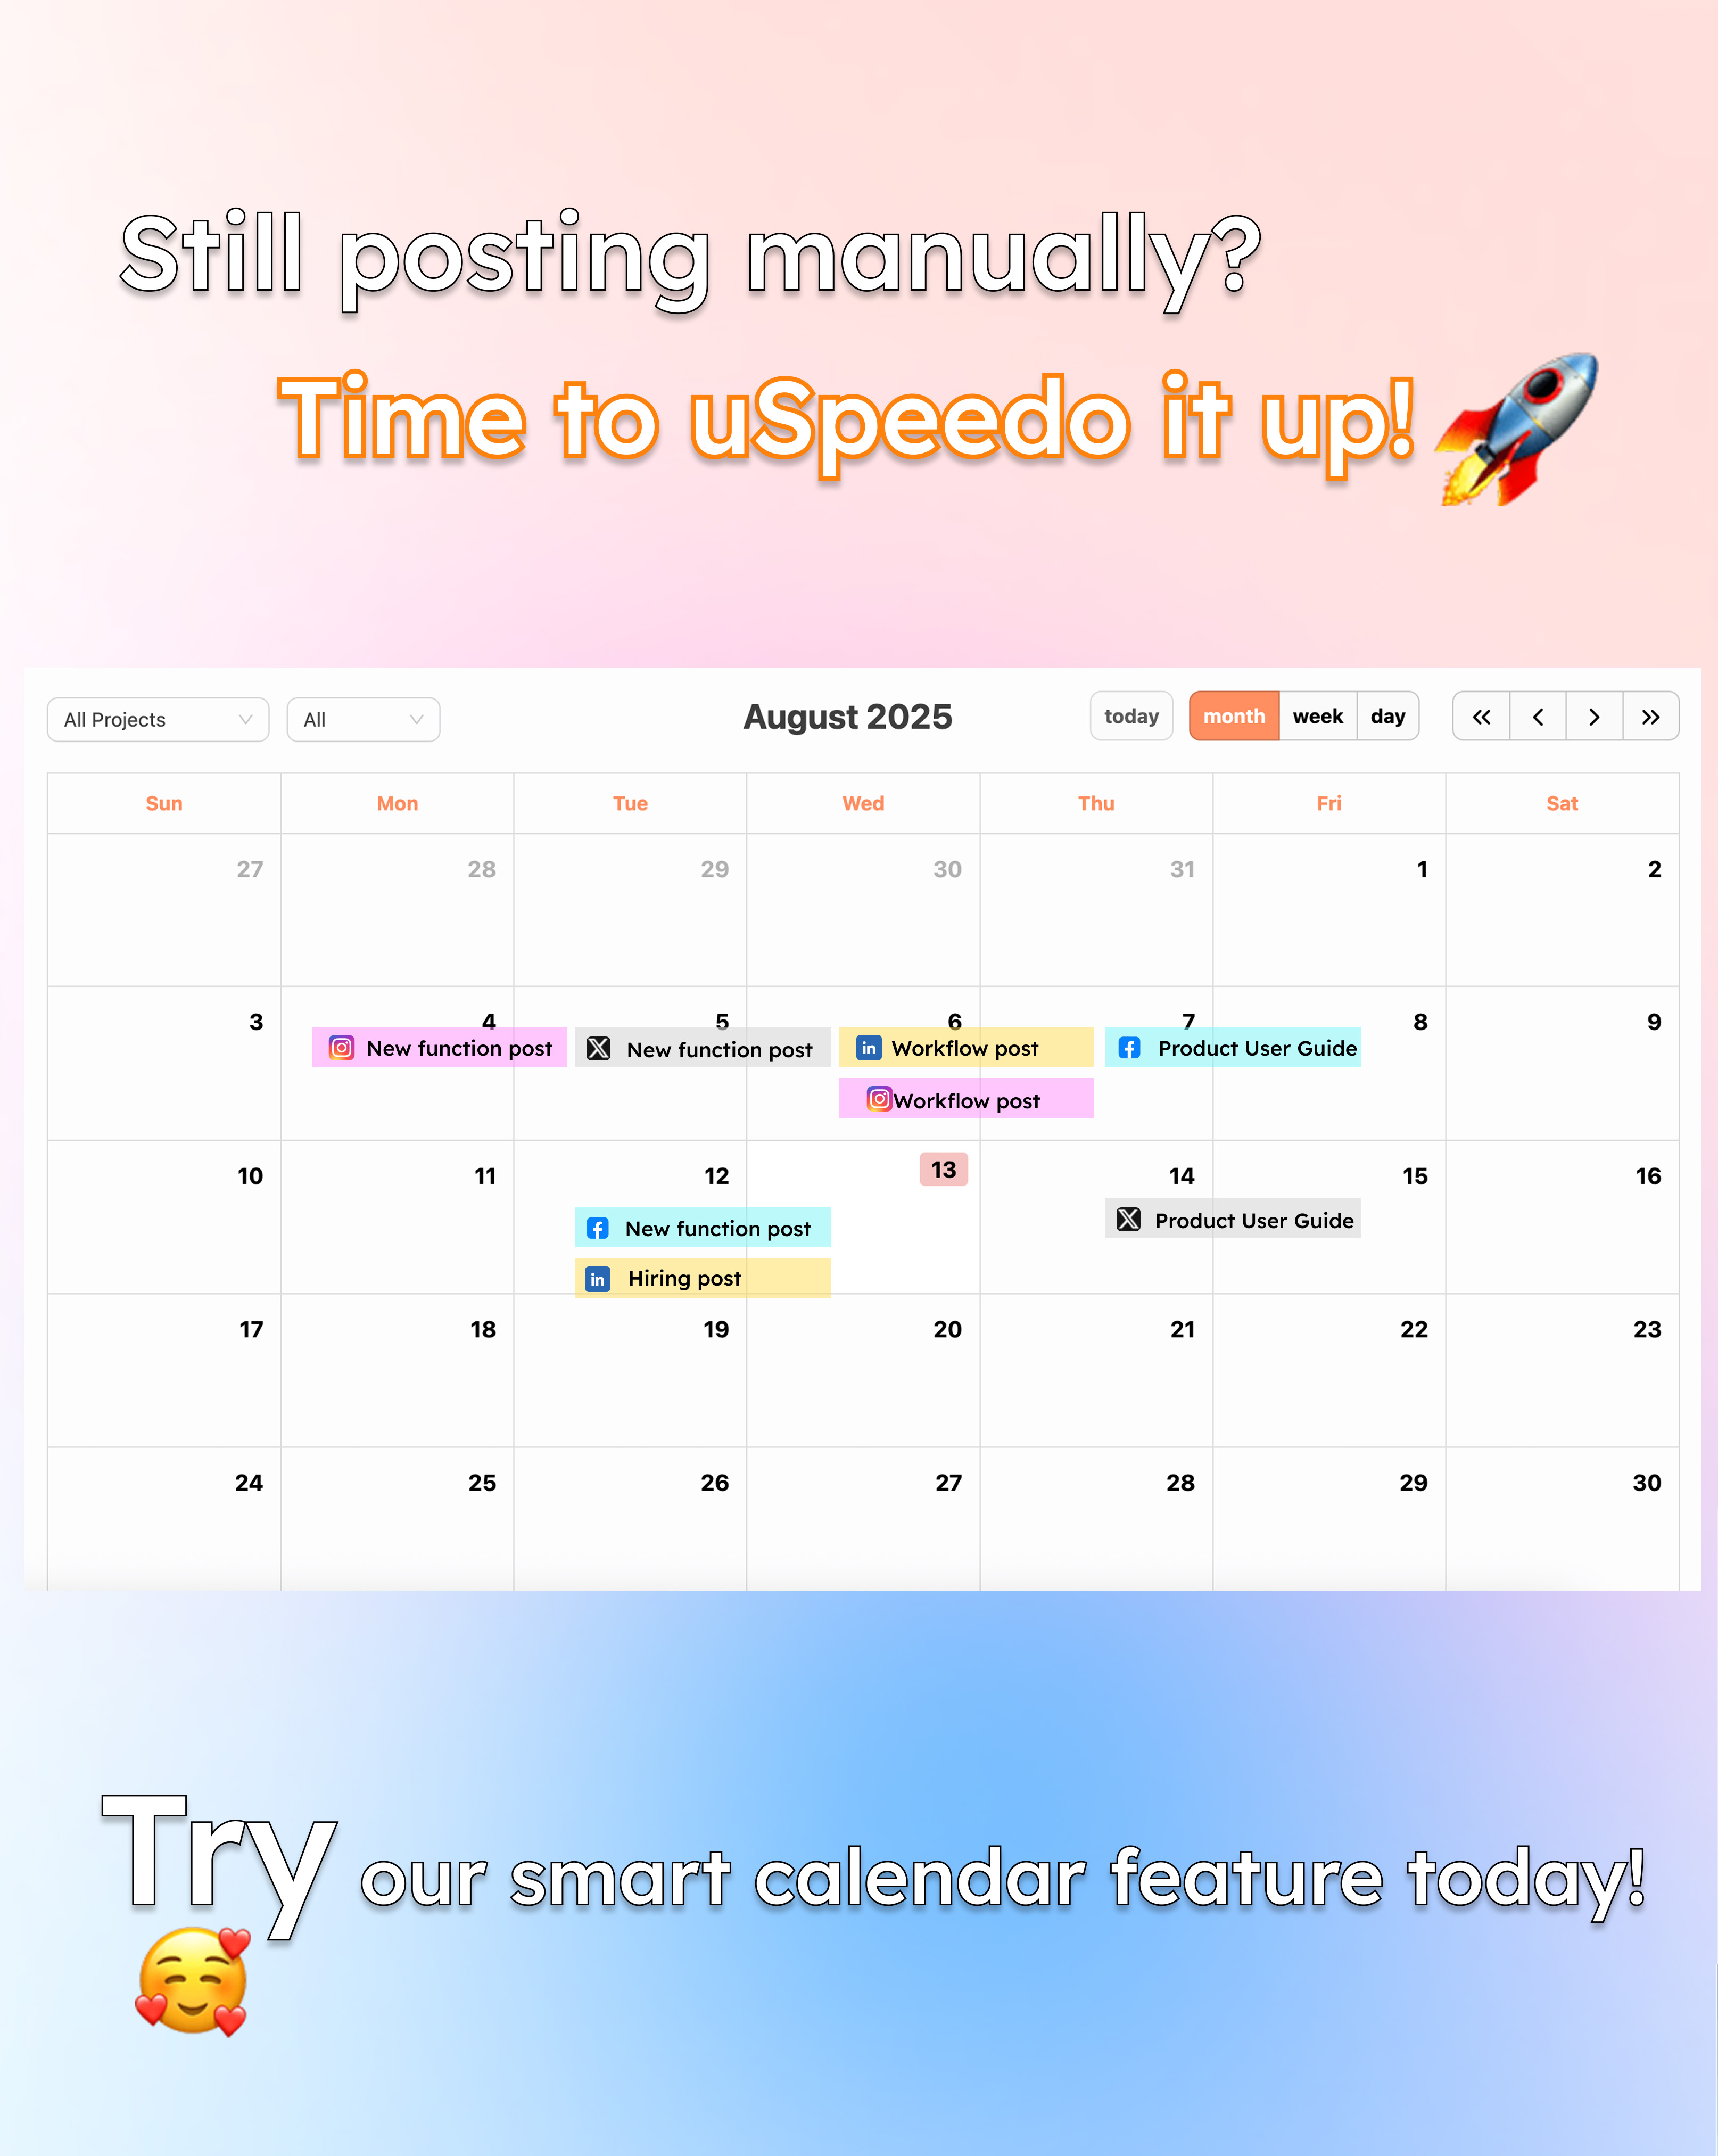 Still posting manually?
Time to uSpeedo it up!
All Projects All August 2025 today month week day
Sun Mon Tue Wed Thu Fri Sat
27 28 29 30 31 1 2
3 4 5 6 7 8 9
New function post New function post Workflow post Product User Guide
Workflow post
10 11 12 13 14 15 16
New function post Product User Guide
Hiring post
17 18 19 20 21 22 23
24 25 26 27 28 29 30
Try our smart calendar feature today!